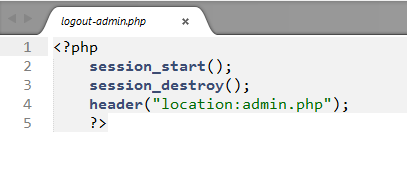 logout-admin.php ×
1 <?php
2 session_start();
3 session_destroy();
4 header("location:admin.php");
5 ?>